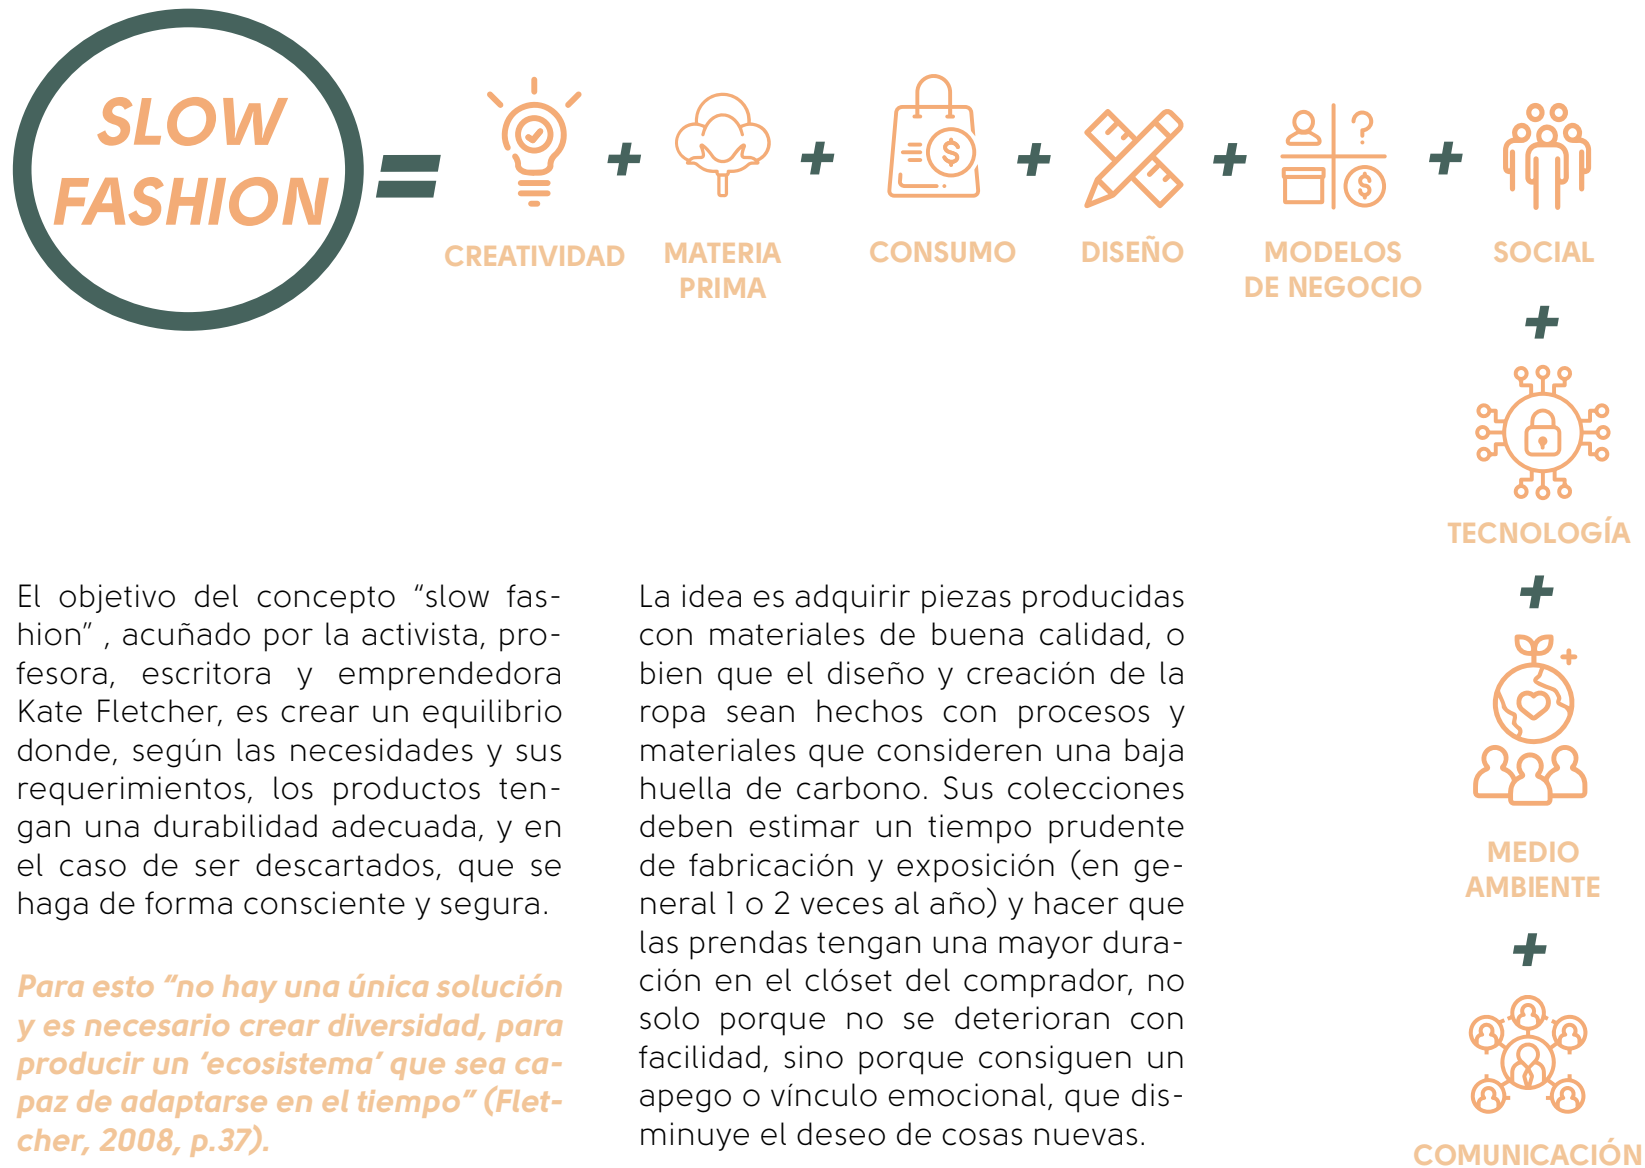 SLOW
FASHION
=
CREATIVIDAD
+
MATERIA
PRIMA
+
CONSUMO
+
DISEÑO
+
MODELOS
DE NEGOCIO
+
SOCIAL
+
TECNOLOGÍA
+
MEDIO
AMBIENTE
+
COMUNICACIÓN
El objetivo del concepto “slow fas-
hion” , acuñado por la activista, pro-
fesora, escritora y emprendedora
Kate Fletcher, es crear un equilibrio
donde, según las necesidades y sus
requerimientos, los productos ten-
gan una durabilidad adecuada, y en
el caso de ser descartados, que se
haga de forma consciente y segura.
Para esto “no hay una única solución
y es necesario crear diversidad, para
producir un ‘ecosistema’ que sea ca-
paz de adaptarse en el tiempo” (Flet-
cher, 2008, p.37).
La idea es adquirir piezas producidas
con materiales de buena calidad, o
bien que el diseño y creación de la
ropa sean hechos con procesos y
materiales que consideren una baja
huella de carbono. Sus colecciones
deben estimar un tiempo prudente
de fabricación y exposición (en ge-
neral 1 o 2 veces al año) y hacer que
las prendas tengan una mayor dura-
ción en el clóset del comprador, no
solo porque no se deterioran con
facilidad, sino porque consiguen un
apego o vínculo emocional, que dis-
minuye el deseo de cosas nuevas.